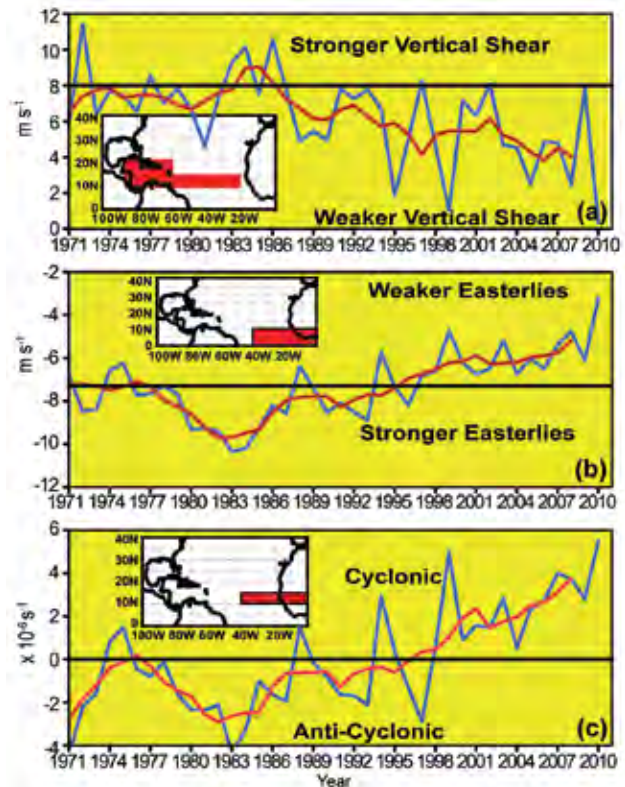 12
10
8
6
4
2
0
m s⁻¹
Stronger Vertical Shear
40N
30N
20N
10N
0
100W 80W 60W 40W 20W
Weaker Vertical Shear
(a)
1971 1974 1977 1980 1983 1986 1989 1992 1995 1998 2001 2004 2007 2010
-2
-4
-6
-8
-10
-12
m s⁻¹
40N
30N
20N
10N
0
100W 80W 60W 40W 20W
Weaker Easterlies
Stronger Easterlies
(b)
1971 1974 1977 1980 1983 1986 1989 1992 1995 1998 2001 2004 2007 2010
6
4
2
0
-2
-4
x 10⁻⁶s⁻¹
40N
30N
20N
10N
0
100W 80W 60W 40W 20W
Cyclonic
Anti-Cyclonic
(c)
1971 1974 1977 1980 1983 1986 1989 1992 1995 1998 2001 2004 2007 2010
Year